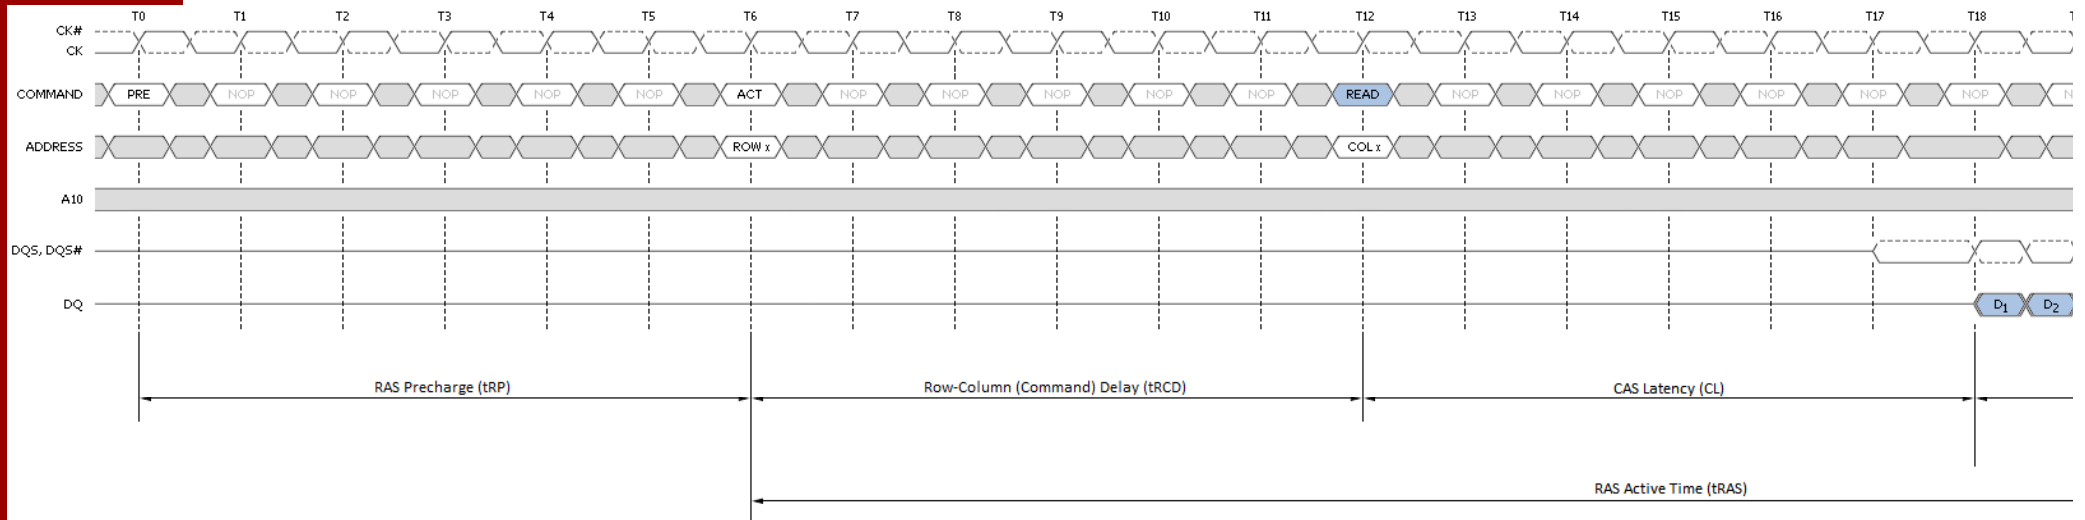 T0 T1 T2 T3 T4 T5 T6 T7 T8 T9 T10 T11 T12 T13 T14 T15 T16 T17 T18
CK#
CK
COMMAND PRE NOP NOP NOP NOP NOP ACT NOP NOP NOP NOP NOP READ NOP NOP NOP NOP NOP NOP
ADDRESS ROW x COL x
A10
DQS, DQS#
DQ D1 D2
RAS Precharge (tRP) Row-Column (Command) Delay (tRCD) CAS Latency (CL)
RAS Active Time (tRAS)